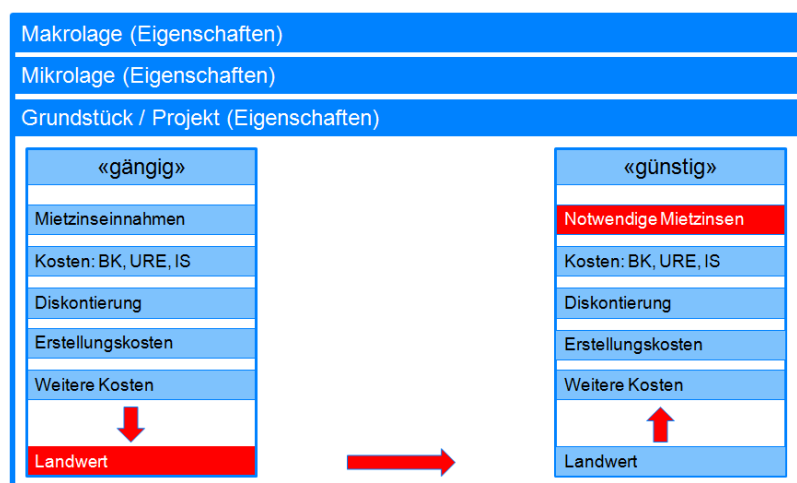 Makrolage (Eigenschaften)
Mikrolage (Eigenschaften)
Grundstück / Projekt (Eigenschaften)
«gängig»
Mietzinseinnahmen
Kosten: BK, URE, IS
Diskontierung
Erstellungskosten
Weitere Kosten
Landwert
«günstig»
Notwendige Mietzinsen
Kosten: BK, URE, IS
Diskontierung
Erstellungskosten
Weitere Kosten
Landwert